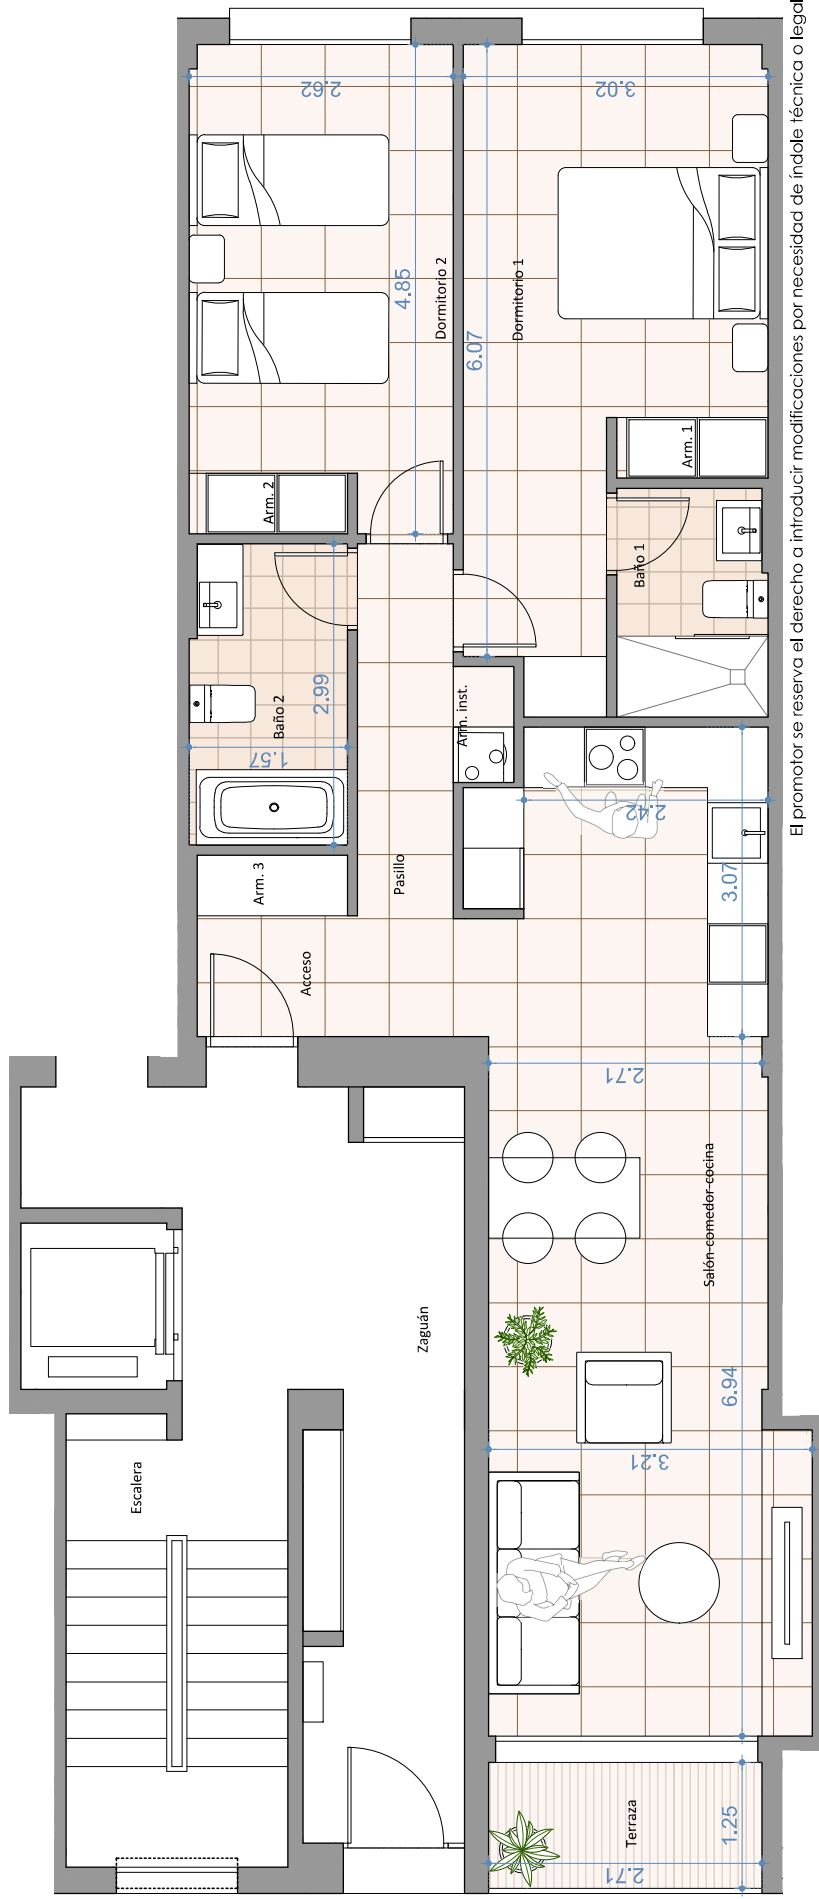 2.62
3.02
4.85
Dormitorio 2
6.07
Dormitorio 1
Arm. 1
Arm. 2
Baño 1
2.99
Baño 2
1.57
Arm. inst.
2.42
3.07
Arm. 3
Pasillo
Acceso
2.71
Salón-comedor-cocina
Zaguán
6.94
3.21
Escalera
Terraza
1.25
2.71
El promotor se reserva el derecho a introducir modificaciones por necesidad de índole técnica o legal